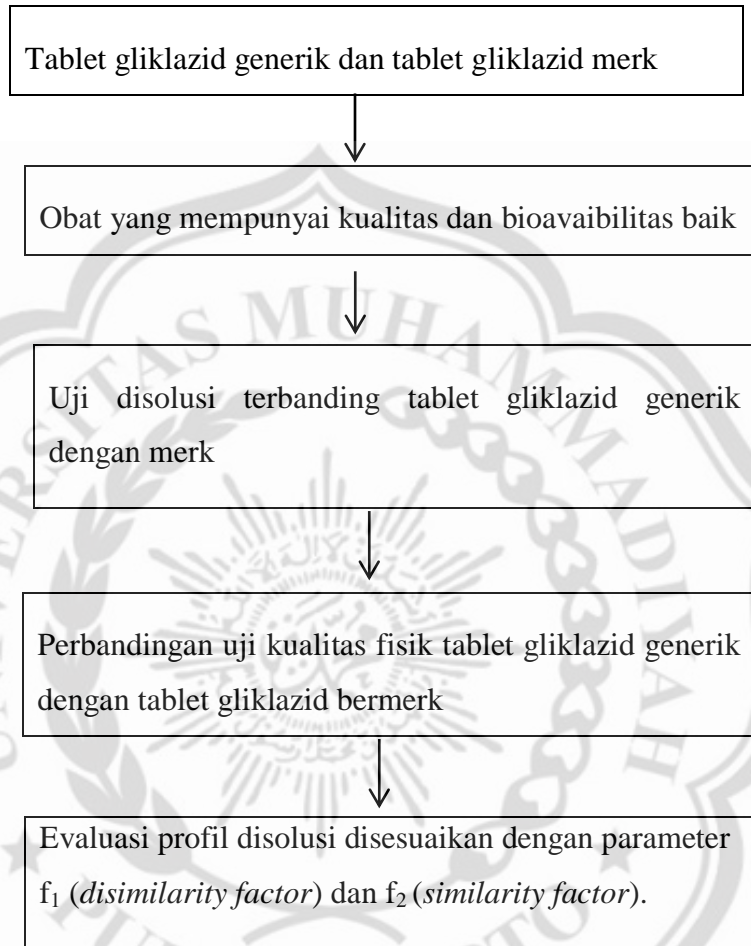 Tablet gliklazid generik dan tablet gliklazid merk
Obat yang mempunyai kualitas dan bioavaibilitas baik
Uji disolusi terbanding tablet gliklazid generik
dengan merk
Perbandingan uji kualitas fisik tablet gliklazid generik
dengan tablet gliklazid bermerk
Evaluasi profil disolusi disesuaikan dengan parameter
f₁ (disimilarity factor) dan f₂ (similarity factor).